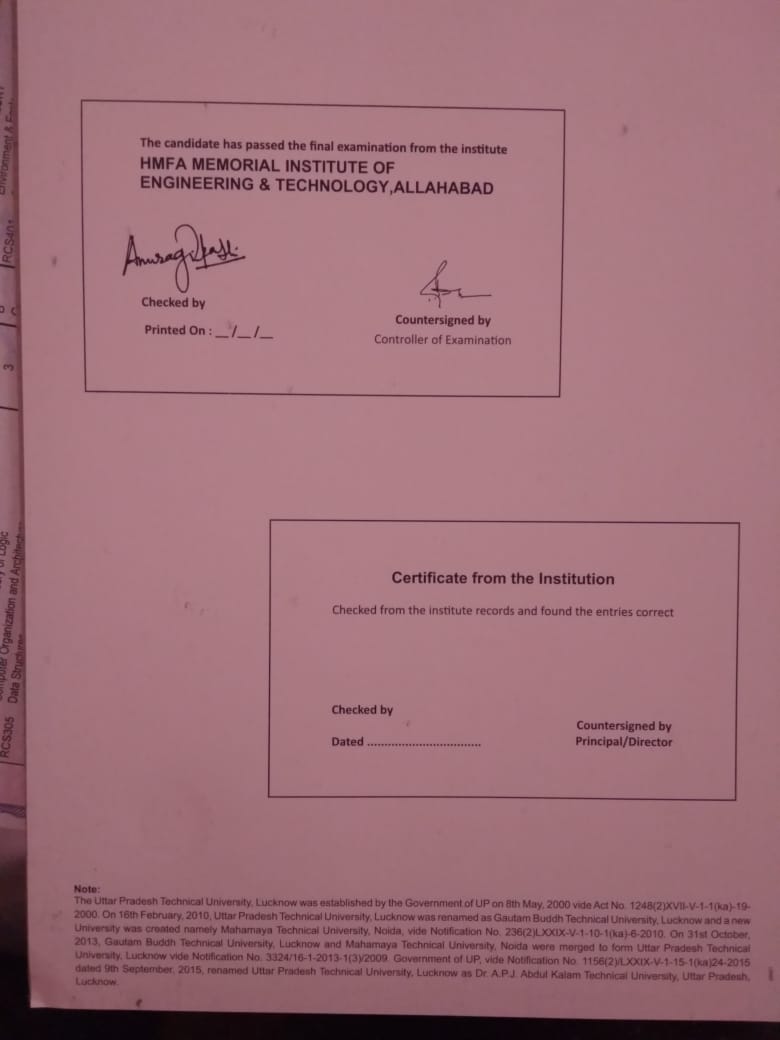 The candidate has passed the final examination from the institute
HMFA MEMORIAL INSTITUTE OF
ENGINEERING & TECHNOLOGY,ALLAHABAD
Anurag
Checked by
Printed On : __/__/__
Countersigned by
Controller of Examination
Certificate from the Institution
Checked from the institute records and found the entries correct
Checked by
Dated .................................
Countersigned by
Principal/Director
Note:
The Uttar Pradesh Technical University, Lucknow was established by the Government of UP on 8th May, 2000 vide Act No. 1248(2)XVII-V-1-1(ka)-19-
2000. On 16th February, 2010, Uttar Pradesh Technical University, Lucknow was renamed as Gautam Buddh Technical University, Lucknow and a new
University was created namely Mahamaya Technical University, Noida, vide Notification No. 236(2)LXXIX-V-1-10-1(ka)-6-2010. On 31st October,
2013, Gautam Buddh Technical University, Lucknow and Mahamaya Technical University, Noida were merged to form Uttar Pradesh Technical
University, Lucknow vide Notification No. 3324/16-1-2013-1(3)/2009. Government of UP, vide Notification No. 1156(2)/LXXIX-V-1-15-1(ka)24-2015
dated 9th September, 2015, renamed Uttar Pradesh Technical University, Lucknow as Dr. A.P.J. Abdul Kalam Technical University, Uttar Pradesh,
Lucknow.
RCS305 Data Structures
Organization and
of Logic
3
Environment &